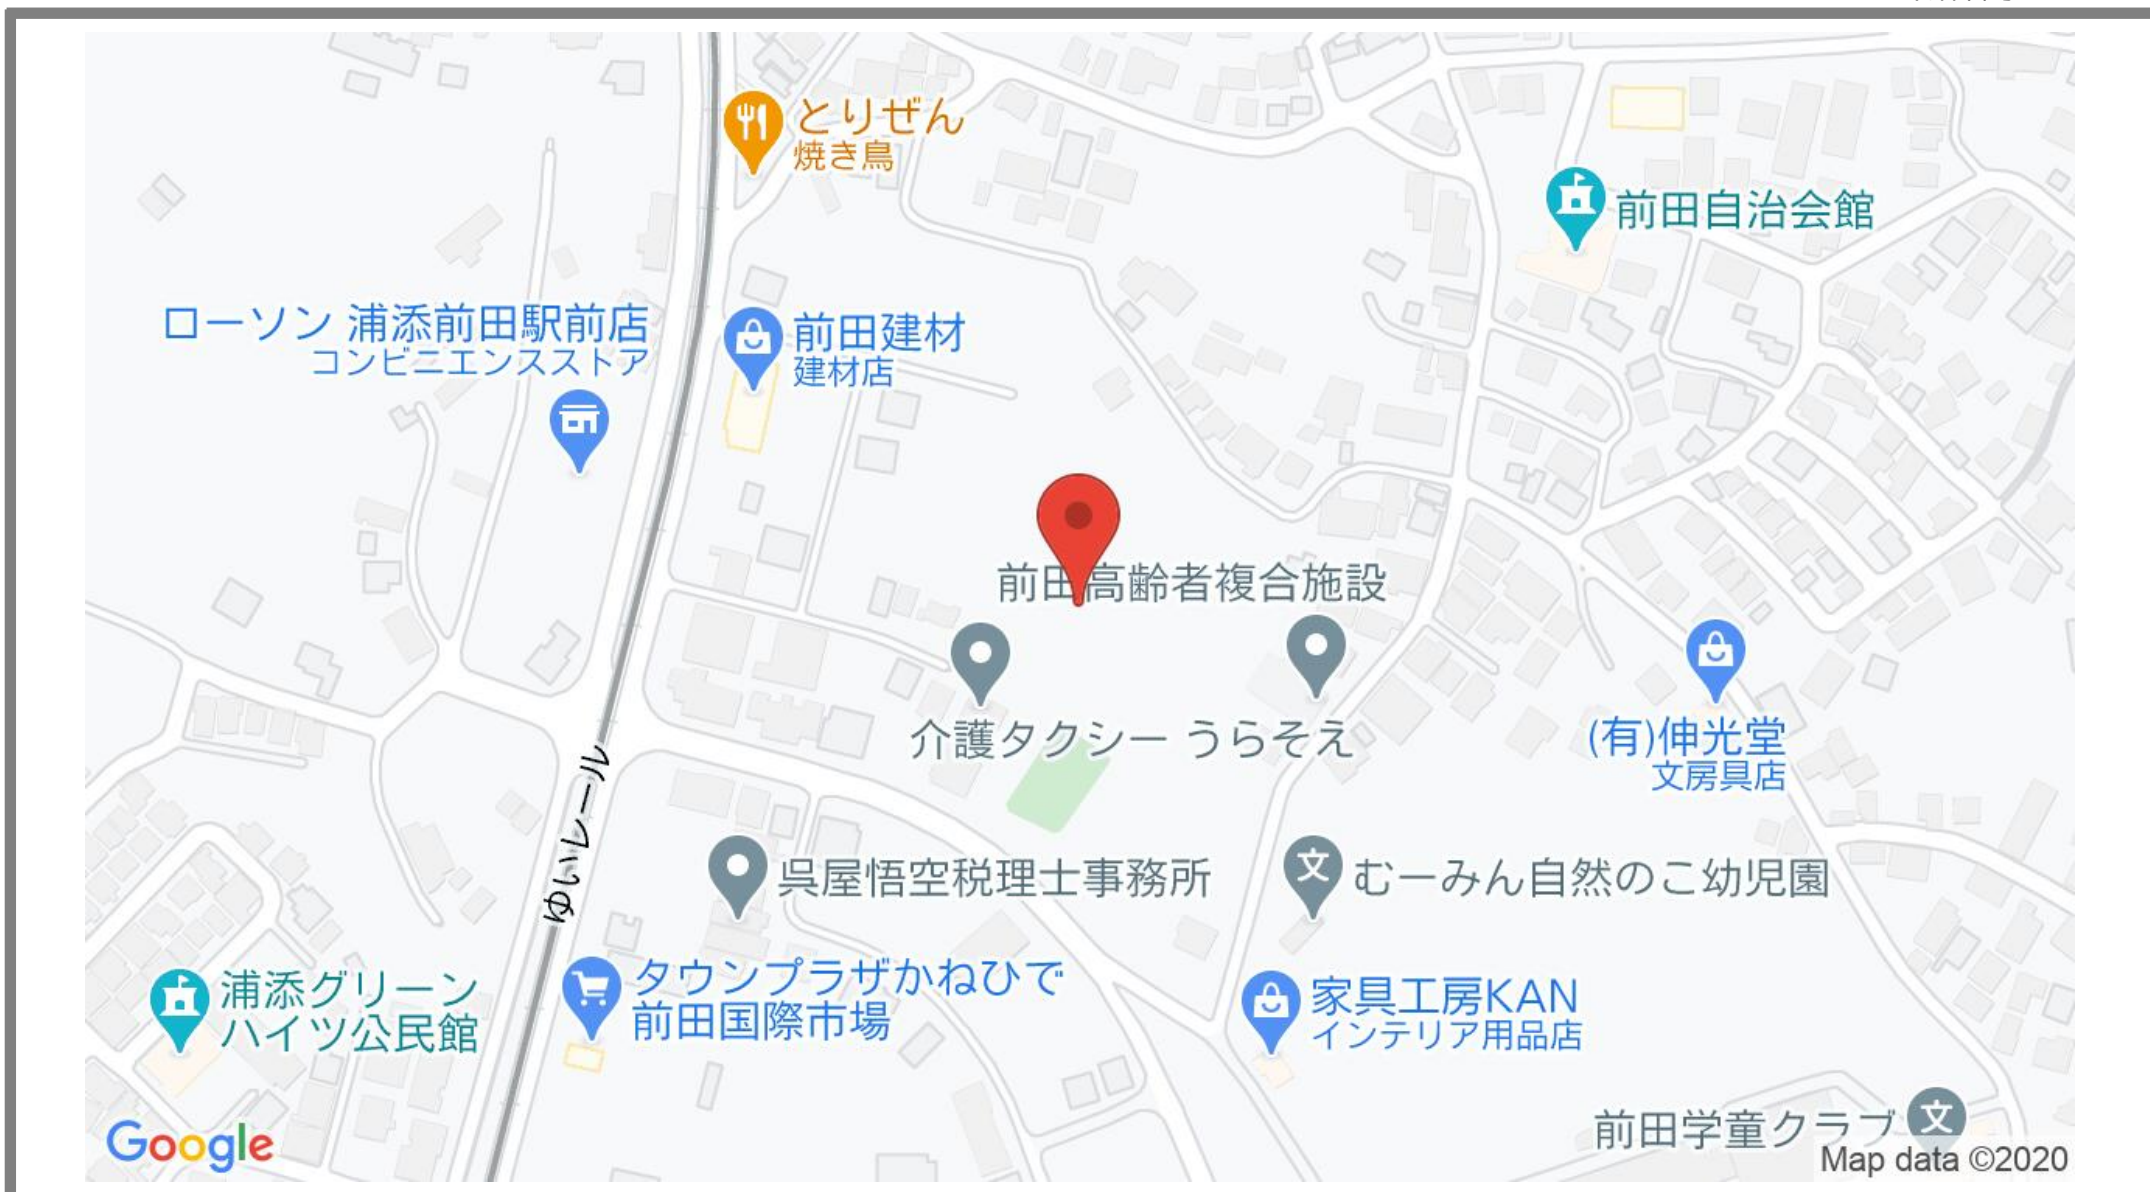 とりぜん
焼き鳥
前田自治会館
ローソン 浦添前田駅前店
コンビニエンスストア
前田建材
建材店
前田高齢者複合施設
介護タクシー うらそえ
(有)伸光堂
文房具店
ゆいレール
呉屋悟空税理士事務所
文
むーみん自然のこ幼児園
浦添グリーン
ハイツ公民館
タウンプラザかねひで
前田国際市場
家具工房KAN
インテリア用品店
前田学童クラブ
文
Google
Map data ©2020